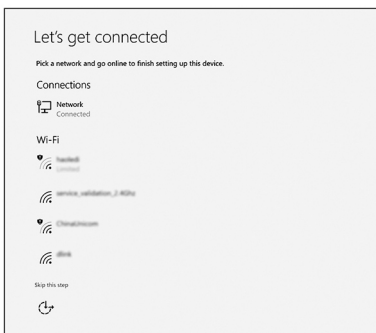 Let's get connected
Pick a network and go online to finish setting up this device.
Connections
Network
Connected
Wi-Fi
Limited
service_validation_2.4Ghz
ChinaUnicom
dlink
Skip this step